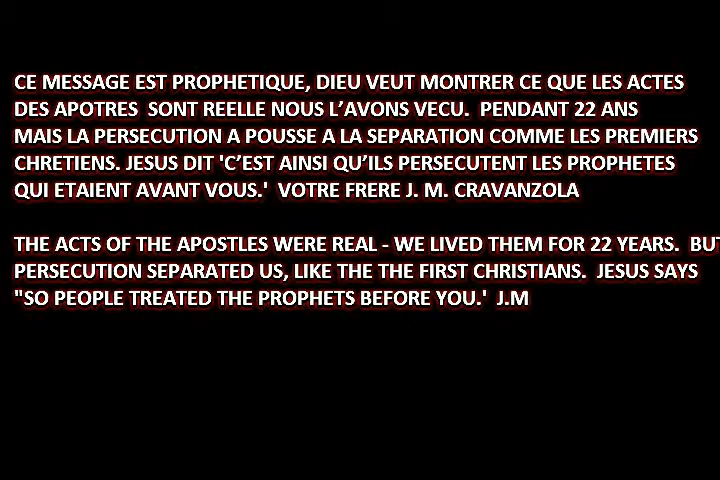 CE MESSAGE EST PROPHETIQUE, DIEU VEUT MONTRER CE QUE LES ACTES
DES APOTRES  SONT REELLE NOUS L’AVONS VECU.  PENDANT 22 ANS
MAIS LA PERSECUTION A POUSSE A LA SEPARATION COMME LES PREMIERS
CHRETIENS. JESUS DIT 'C’EST AINSI QU’ILS PERSECUTENT LES PROPHETES
QUI ETAIENT AVANT VOUS.'  VOTRE FRERE J. M. CRAVANZOLA
THE ACTS OF THE APOSTLES WERE REAL - WE LIVED THEM FOR 22 YEARS.  BUT
PERSECUTION SEPARATED US, LIKE THE THE FIRST CHRISTIANS.  JESUS SAYS
"SO PEOPLE TREATED THE PROPHETS BEFORE YOU.'  J.M